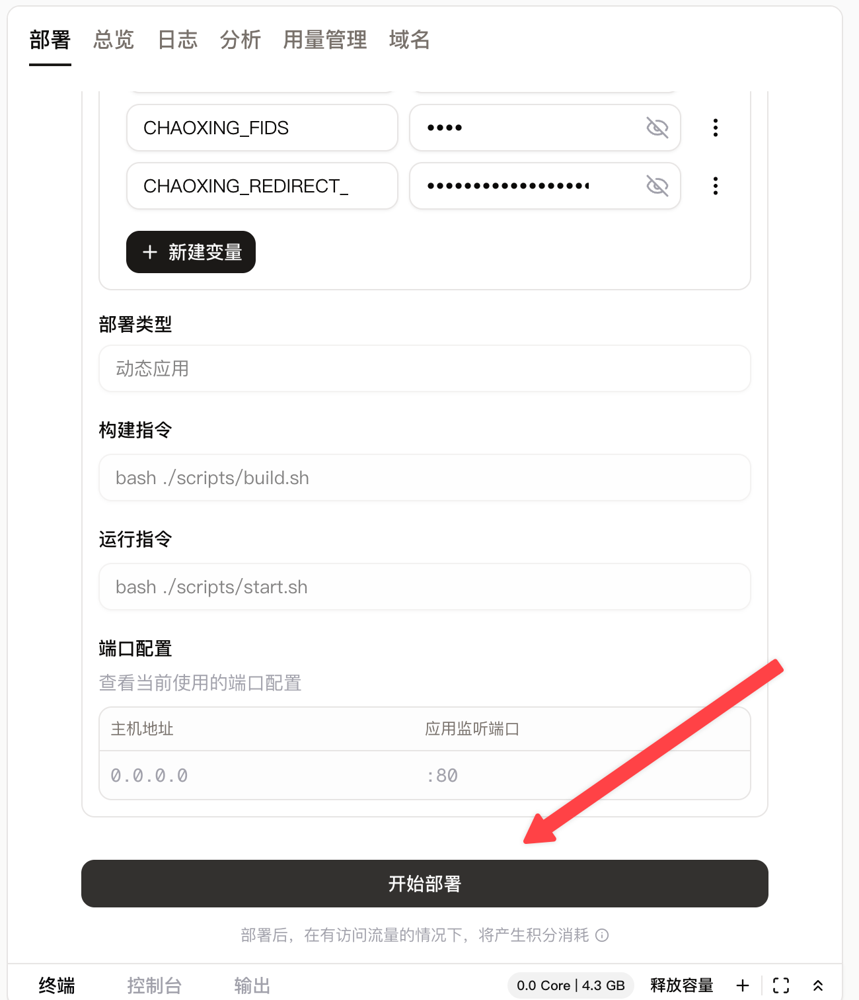 部署 总览 日志 分析 用量管理 域名
CHAOXING_FIDS ••••
CHAOXING_REDIRECT_ ••••••••••••••••••
+ 新建变量
部署类型
动态应用
构建指令
bash ./scripts/build.sh
运行指令
bash ./scripts/start.sh
端口配置
查看当前使用的端口配置
主机地址 应用监听端口
0.0.0.0 :80
开始部署
部署后，在有访问流量的情况下，将产生积分消耗
终端 控制台 输出 0.0 Core | 4.3 GB 释放容量